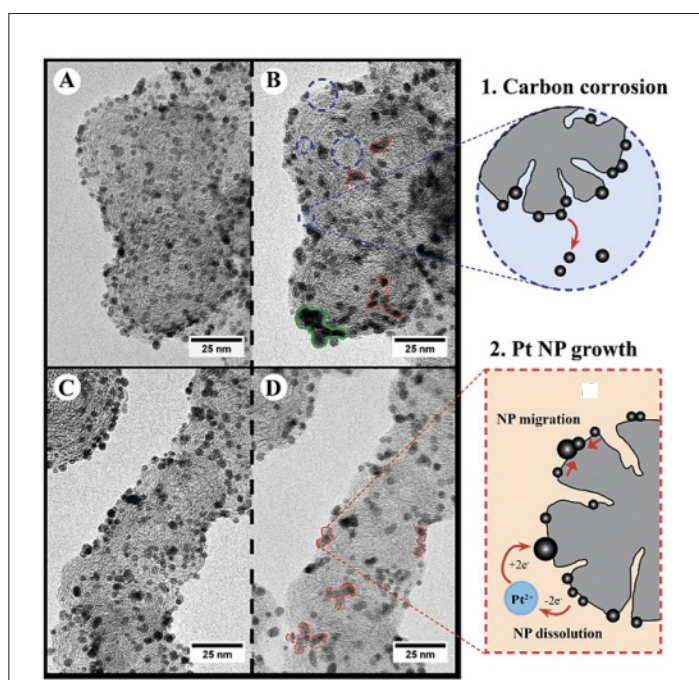 A
B
25 nm
25 nm
C
D
25 nm
25 nm
1. Carbon corrosion
2. Pt NP growth
NP migration
+2e⁻
Pt²⁺
-2e⁻
NP dissolution